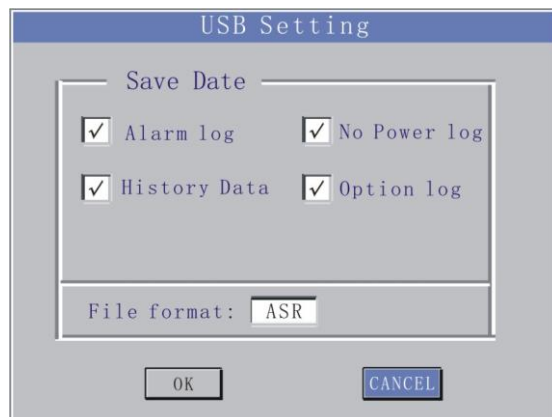 USB Setting
Save Date
Alarm log
No Power log
History Data
Option log
File format: ASR
OK
CANCEL